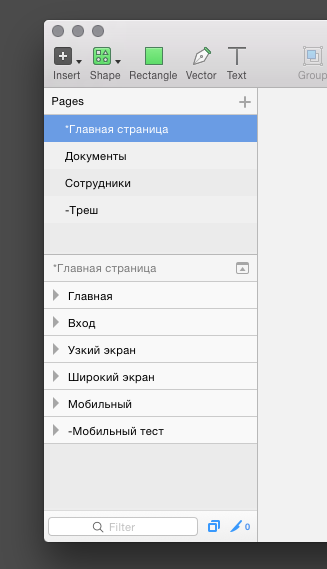 Insert Shape Rectangle Vector Text Group
Pages
*Главная страница
Документы
Сотрудники
-Треш
*Главная страница
Главная
Вход
Узкий экран
Широкий экран
Мобильный
-Мобильный тест
Filter 0